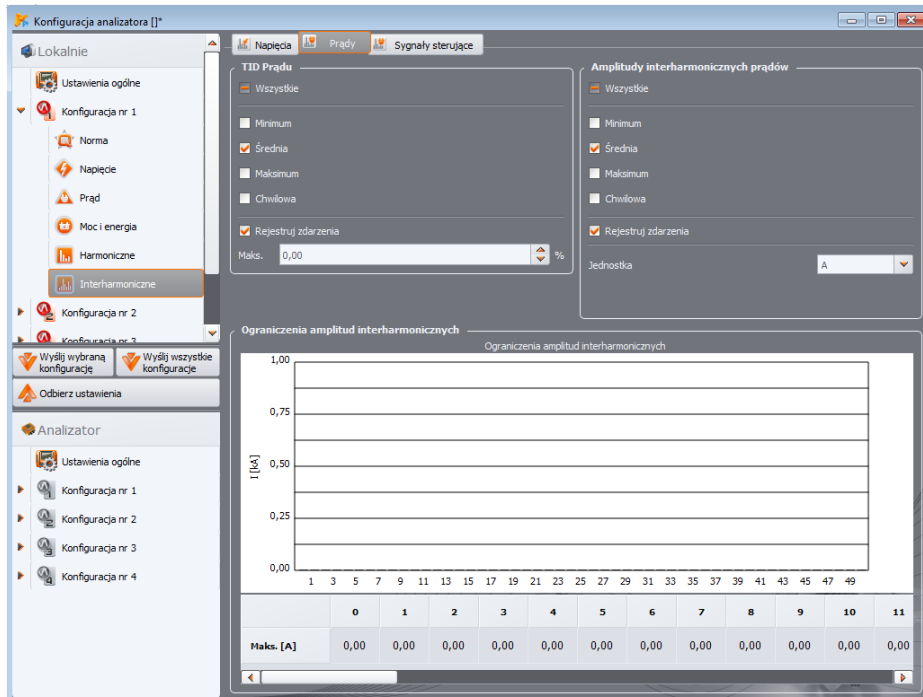 Konfiguracja analizatora []*
Lokalnie
Ustawienia ogólne
Konfiguracja nr 1
Norma
Napięcie
Prąd
Moc i energia
Harmoniczne
Interharmoniczne
Konfiguracja nr 2
Konfiguracja nr 3
Wyślij wybraną konfigurację
Wyślij wszystkie konfiguracje
Odbierz ustawienia
Analizator
Ustawienia ogólne
Konfiguracja nr 1
Konfiguracja nr 2
Konfiguracja nr 3
Konfiguracja nr 4
Napięcia Prądy Sygnały sterujące
TID Prądu
Wszystkie
Minimum
Średnia
Maksimum
Chwilowa
Rejestruj zdarzenia
Maks. 0,00 %
Amplitudy interharmonicznych prądów
Wszystkie
Minimum
Średnia
Maksimum
Chwilowa
Rejestruj zdarzenia
Jednostka A
Ograniczenia amplitud interharmonicznych
Ograniczenia amplitud interharmonicznych
1,00
0,75
0,50
0,25
0,00
I [kA]
1 3 5 7 9 11 13 15 17 19 21 23 25 27 29 31 33 35 37 39 41 43 45 47 49
0 1 2 3 4 5 6 7 8 9 10 11
Maks. [A] 0,00 0,00 0,00 0,00 0,00 0,00 0,00 0,00 0,00 0,00 0,00 0,00